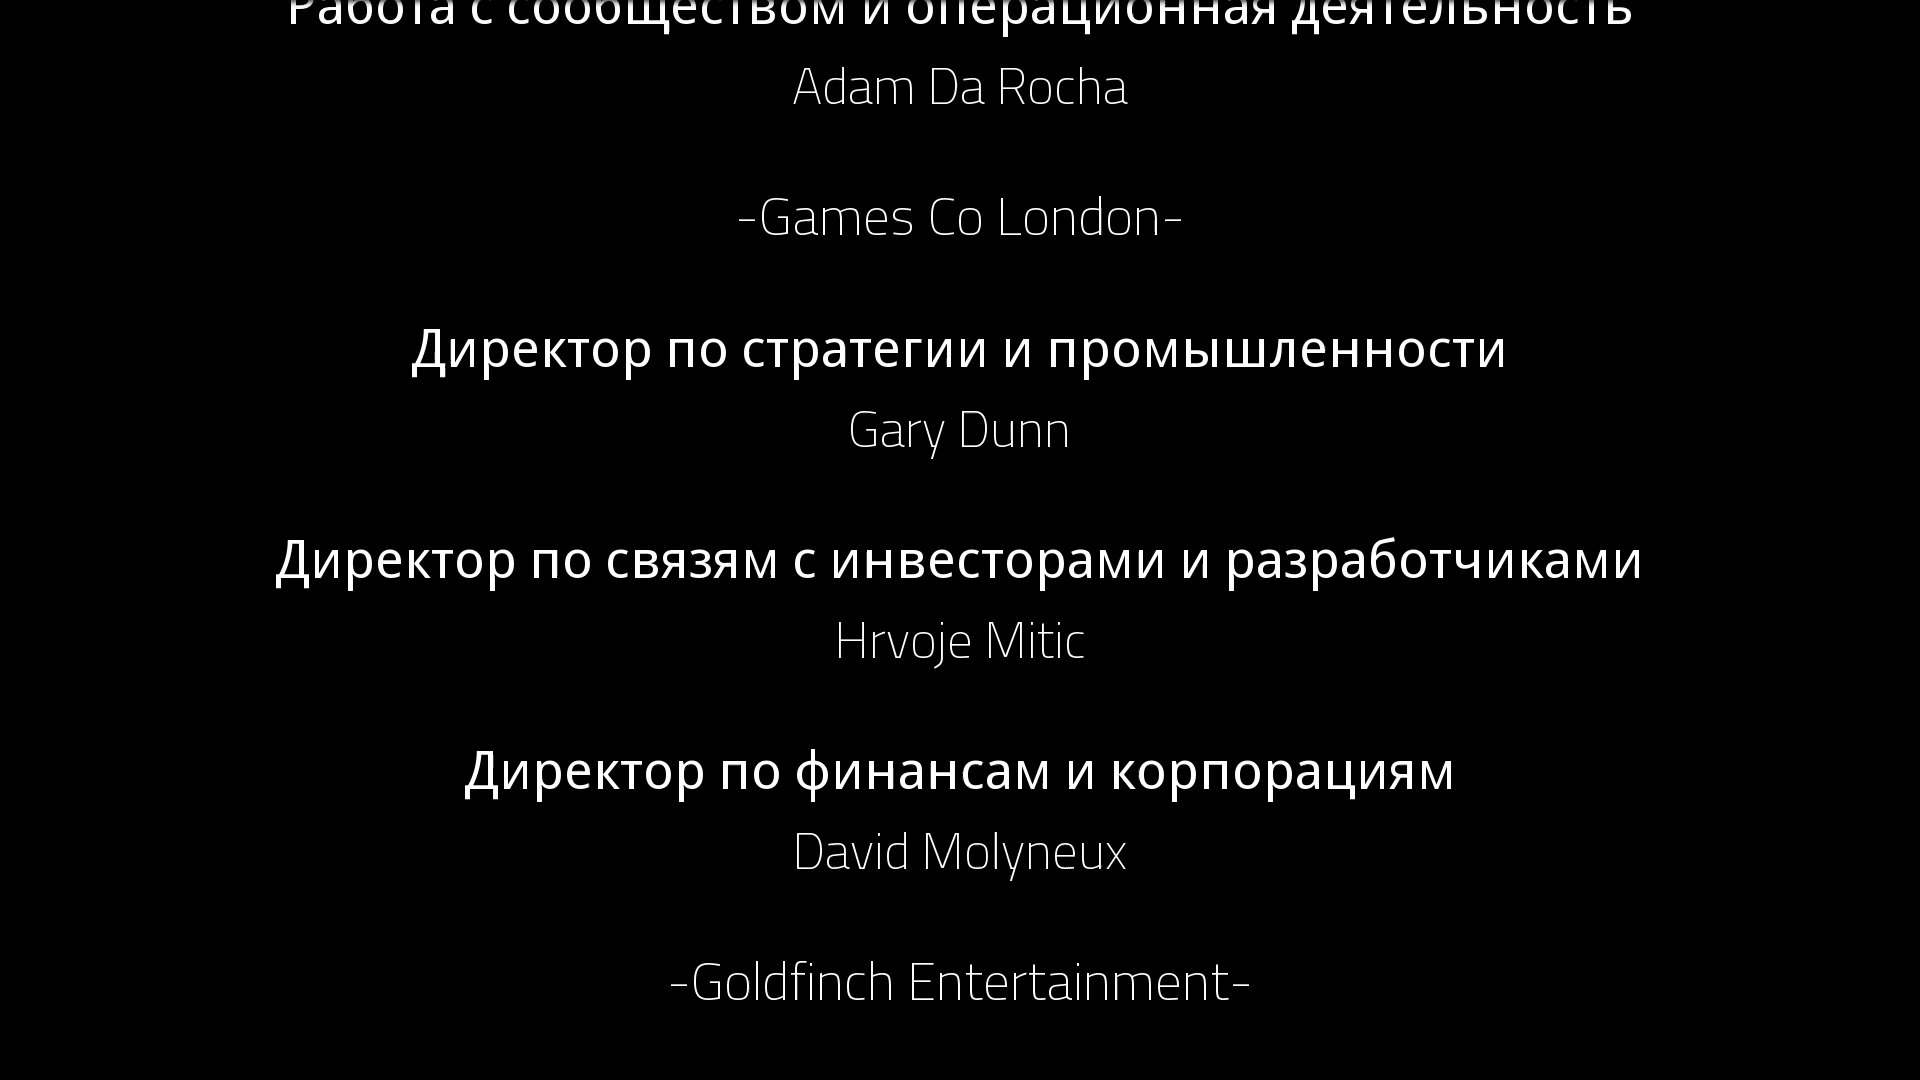 Работа с сообществом и операционная деятельность
Adam Da Rocha
-Games Co London-
Директор по стратегии и промышленности
Gary Dunn
Директор по связям с инвесторами и разработчиками
Hrvoje Mitic
Директор по финансам и корпорациям
David Molyneux
-Goldfinch Entertainment-